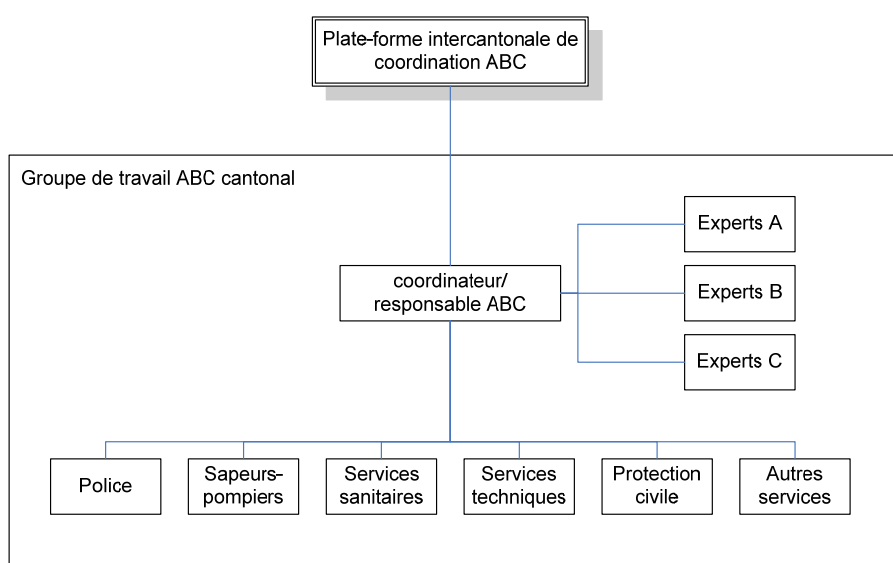 Plate-forme intercantonale de
coordination ABC
Groupe de travail ABC cantonal
Experts A
coordinateur/
responsable ABC
Experts B
Experts C
Police
Sapeurs-
pompiers
Services
sanitaires
Services
techniques
Protection
civile
Autres
services